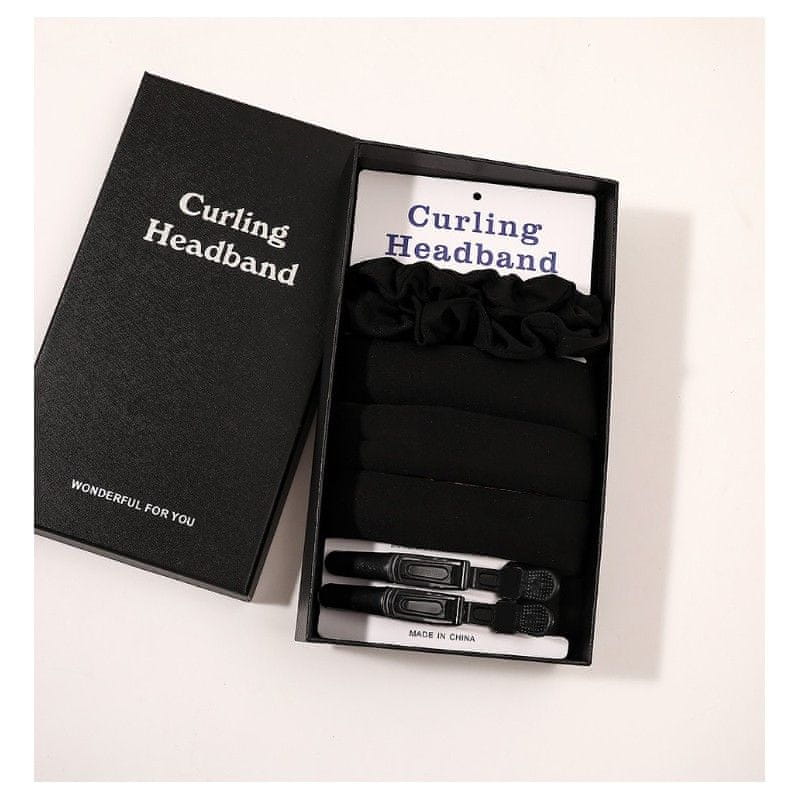 Curling
Headband
WONDERFUL FOR YOU
Curling
Headband
MADE IN CHINA